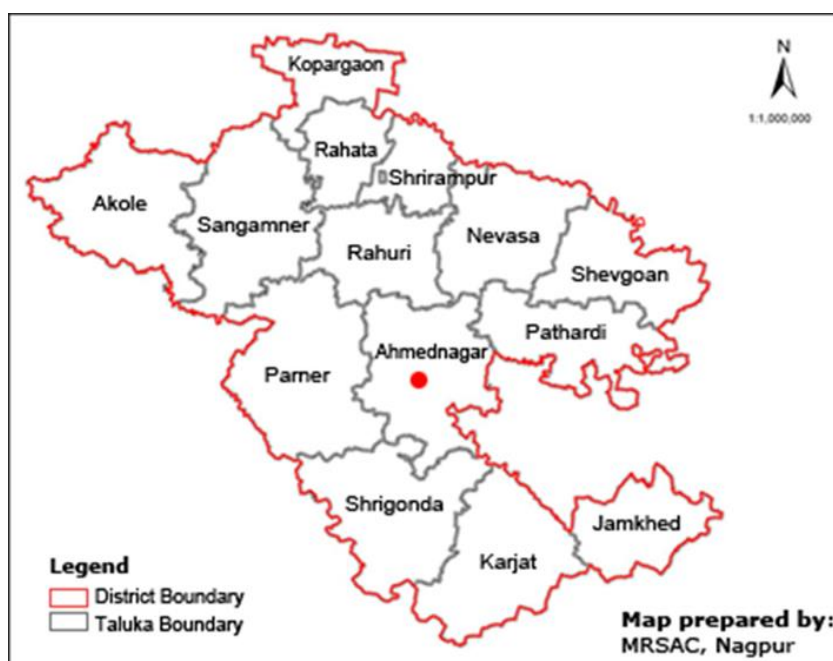 N
1:1,000,000
Kopargaon
Rahata
Shrirampur
Akole
Sangamner
Nevasa
Rahuri
Shevgoan
Pathardi
Ahmednagar
Parner
Shrigonda
Jamkhed
Karjat
Legend
District Boundary
Taluka Boundary
Map prepared by:
MRSAC, Nagpur